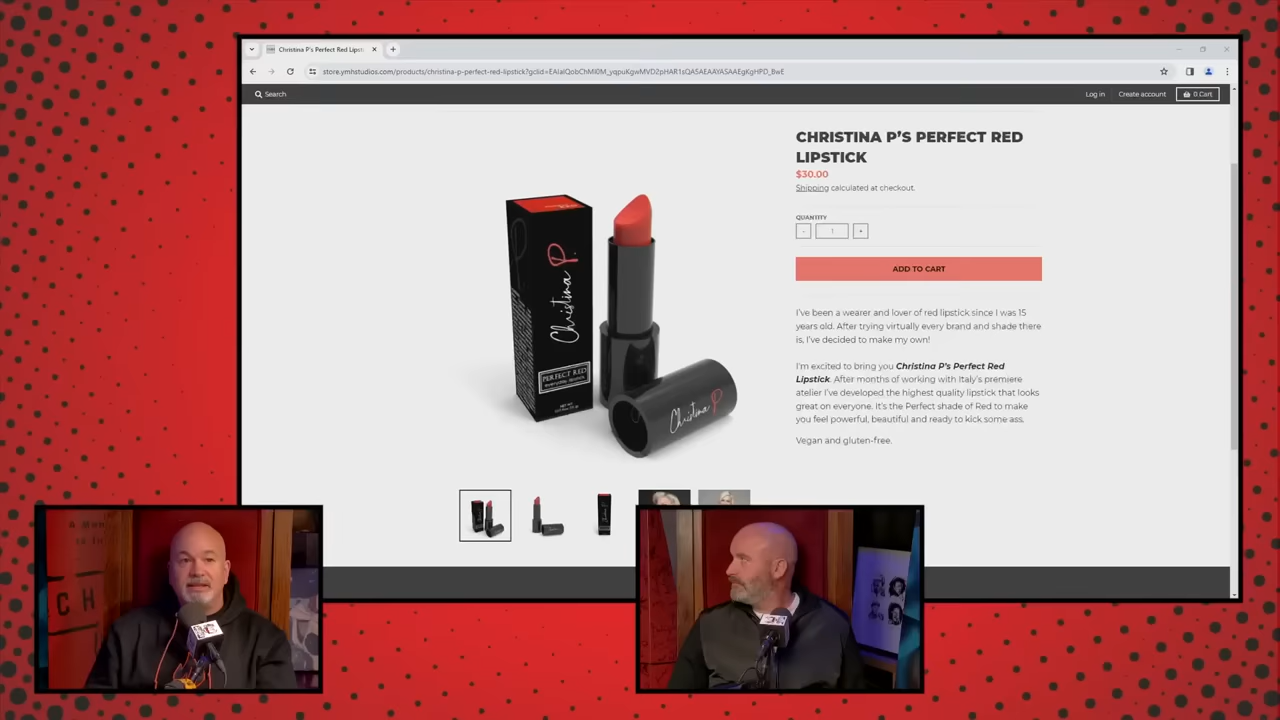 Christina P's Perfect Red Lipsti
store.ymhstudios.com/products/christina-p-perfect-red-lipstick?gclid=EAIaIQobChMI0M_yqpuKgwMVD2pHAR1sQA5AEAAYASAAEgKgHPD_BwE
Search
Log in
Create account
0 Cart
CHRISTINA P'S PERFECT RED
LIPSTICK
$30.00
Shipping calculated at checkout.
QUANTITY
- 1 +
ADD TO CART
I've been a wearer and lover of red lipstick since I was 15
years old. After trying virtually every brand and shade there
is, I've decided to make my own!
I'm excited to bring you Christina P's Perfect Red
Lipstick. After months of working with Italy's premiere
atelier I've developed the highest quality lipstick that looks
great on everyone. It's the Perfect shade of Red to make
you feel powerful, beautiful and ready to kick some ass.
Vegan and gluten-free.
Christina P.
PERFECT RED
Christina P.